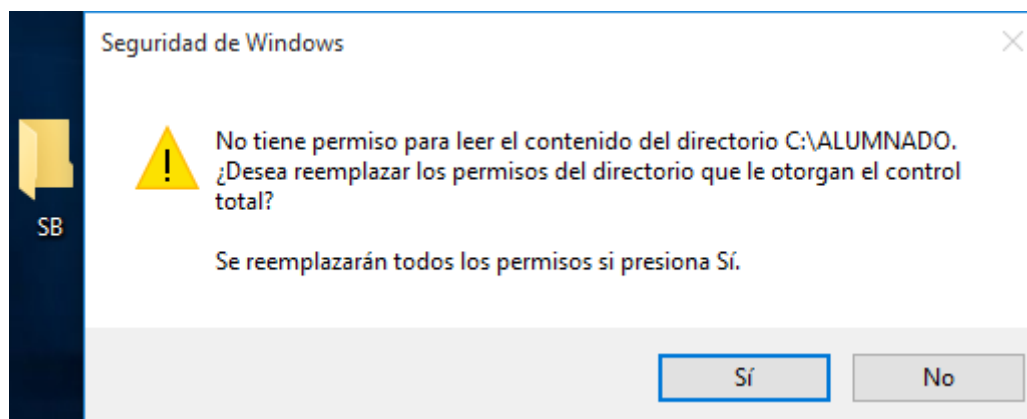 Seguridad de Windows
No tiene permiso para leer el contenido del directorio C:\ALUMNADO.
¿Desea reemplazar los permisos del directorio que le otorgan el control
total?
SB
Se reemplazarán todos los permisos si presiona Sí.
Sí
No